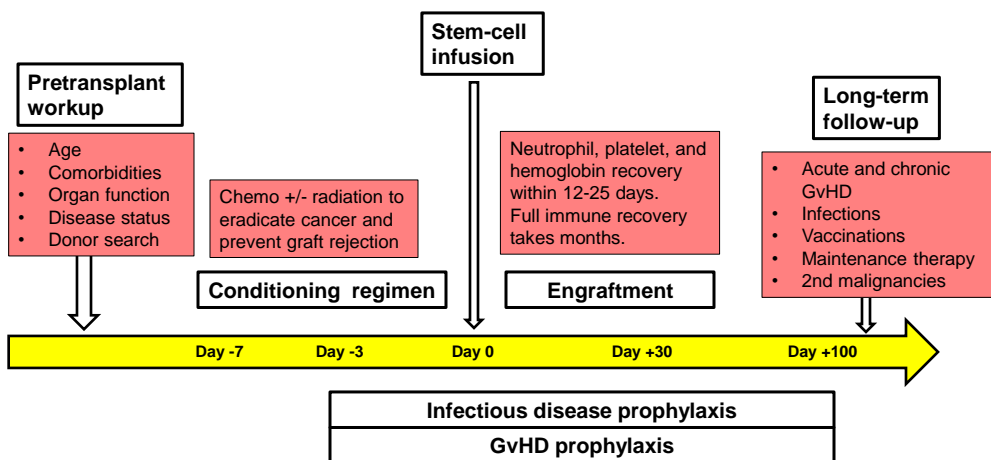 Stem-cell
infusion
Pretransplant
workup
• Age
• Comorbidities
• Organ function
• Disease status
• Donor search
Chemo +/- radiation to
eradicate cancer and
prevent graft rejection
Conditioning regimen
Neutrophil, platelet, and
hemoglobin recovery
within 12-25 days.
Full immune recovery
takes months.
Engraftment
Long-term
follow-up
• Acute and chronic
GvHD
• Infections
• Vaccinations
• Maintenance therapy
• 2nd malignancies
Day -7
Day -3
Day 0
Day +30
Day +100
Infectious disease prophylaxis
GvHD prophylaxis